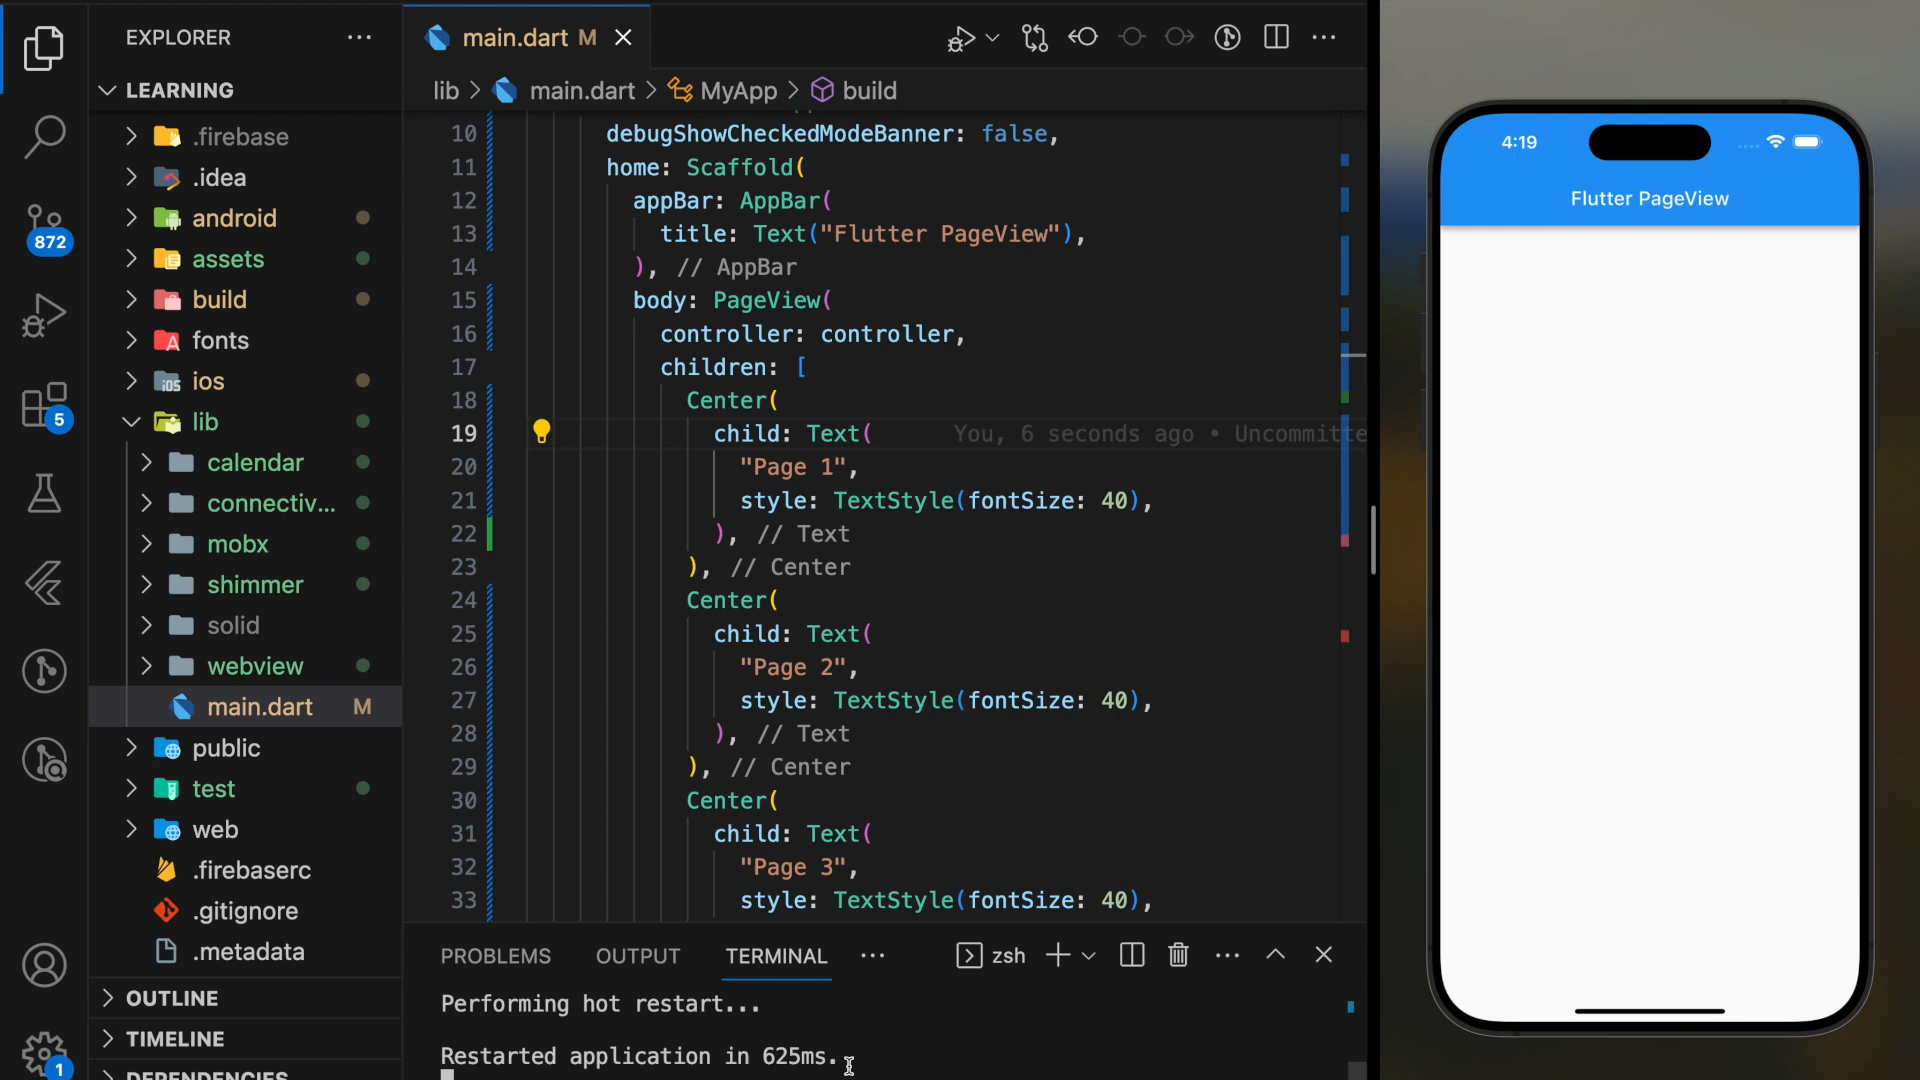 EXPLORER
LEARNING
.firebase
.idea
android
assets
build
fonts
ios
lib
calendar
connectiv...
mobx
shimmer
solid
webview
main.dart M
public
test
web
.firebaserc
.gitignore
.metadata
OUTLINE
TIMELINE
DEPENDENCIES
872
5
1
main.dart M
lib > main.dart > MyApp > build
10 debugShowCheckedModeBanner: false,
11 home: Scaffold(
12 appBar: AppBar(
13 title: Text("Flutter PageView"),
14 ), // AppBar
15 body: PageView(
16 controller: controller,
17 children: [
18 Center(
19 child: Text( You, 6 seconds ago • Uncommitte
20 "Page 1",
21 style: TextStyle(fontSize: 40),
22 ), // Text
23 ), // Center
24 Center(
25 child: Text(
26 "Page 2",
27 style: TextStyle(fontSize: 40),
28 ), // Text
29 ), // Center
30 Center(
31 child: Text(
32 "Page 3",
33 style: TextStyle(fontSize: 40),
PROBLEMS OUTPUT TERMINAL zsh
Performing hot restart...
Restarted application in 625ms.
4:19
Flutter PageView